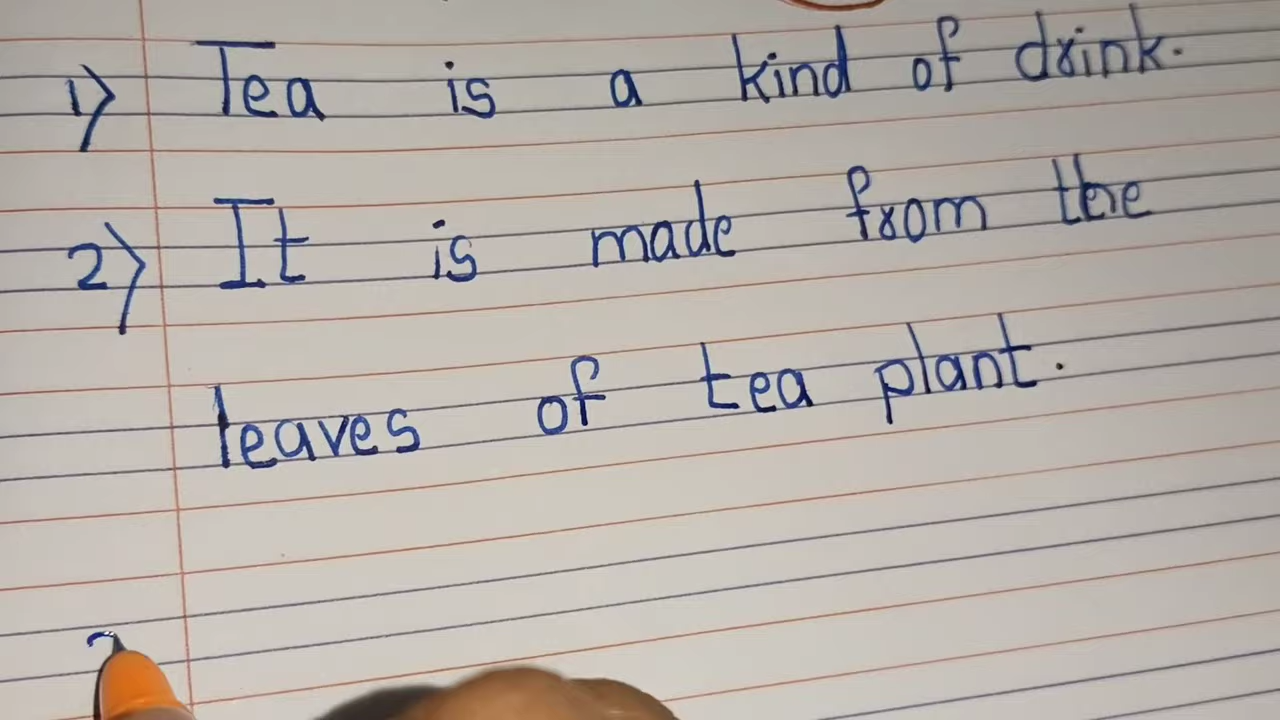 1) Tea is a kind of drink.
2) It is made from the
leaves of tea plant.